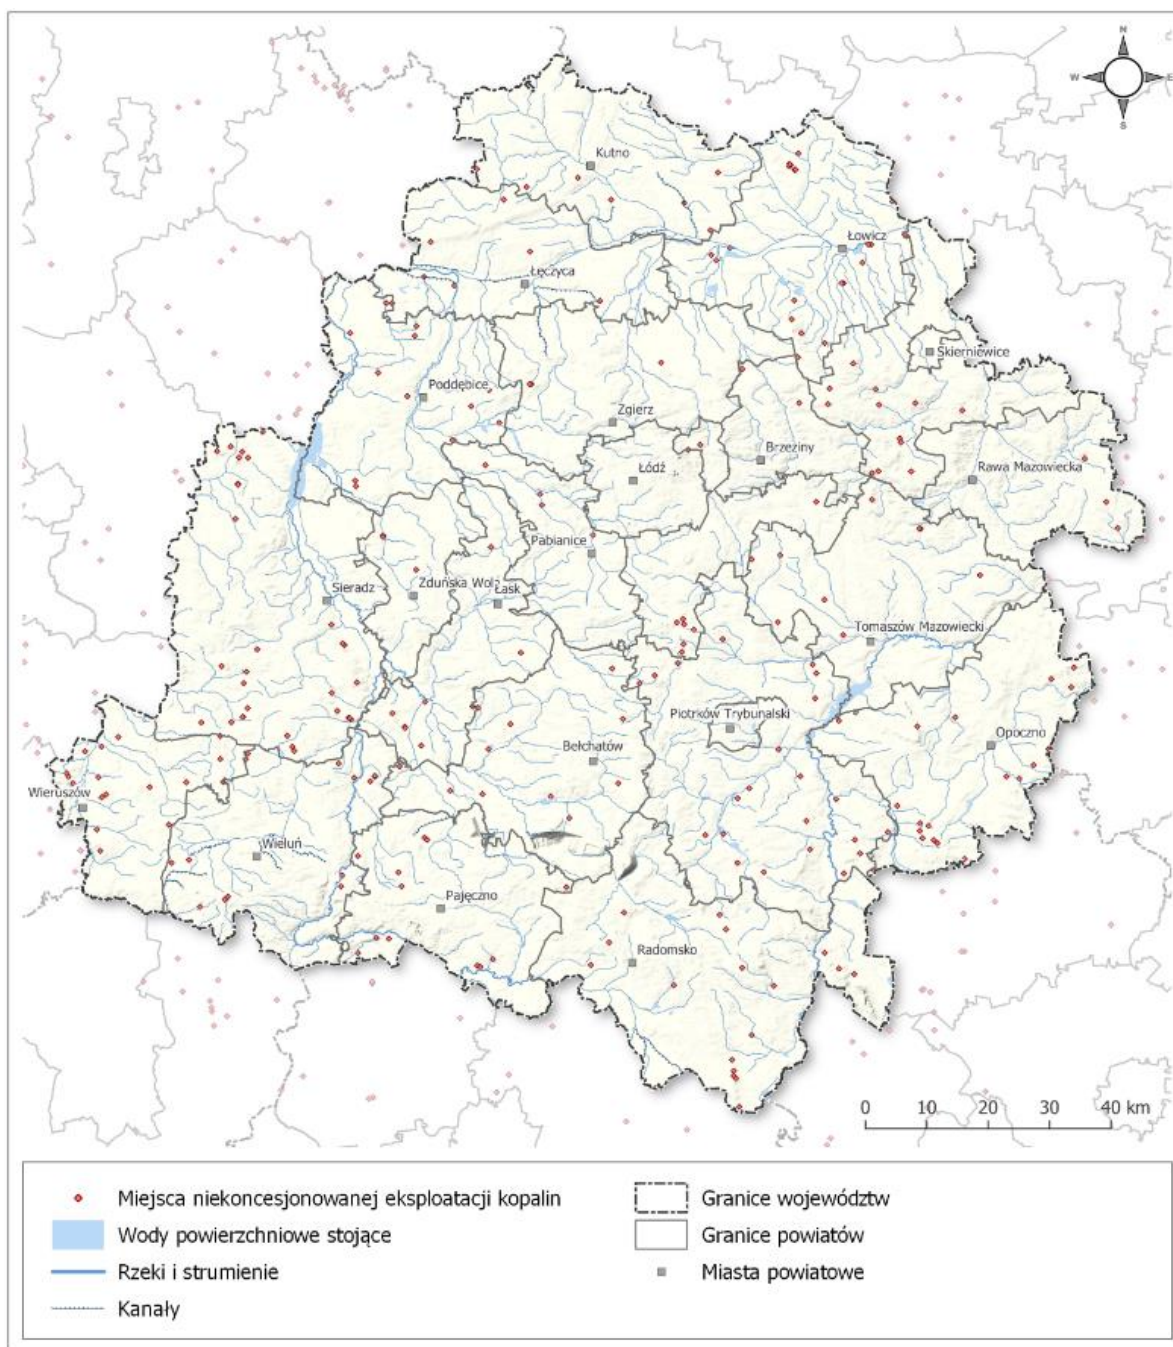 N
W E
S
Kutno
Łowicz
Łęczyca
Skierniewice
Poddębice
Zgierz
Brzeziny
Łódź
Rawa Mazowiecka
Pabianice
Sieradz
Zduńska Wola
Łask
Tomaszów Mazowiecki
Piotrków Trybunalski
Opoczno
Bełchatów
Wieruszów
Wieluń
Pajęczno
Radomsko
0 10 20 30 40 km
Miejsca niekoncesjonowanej eksploatacji kopalin
Granice województw
Wody powierzchniowe stojące
Granice powiatów
Rzeki i strumienie
Miasta powiatowe
Kanały